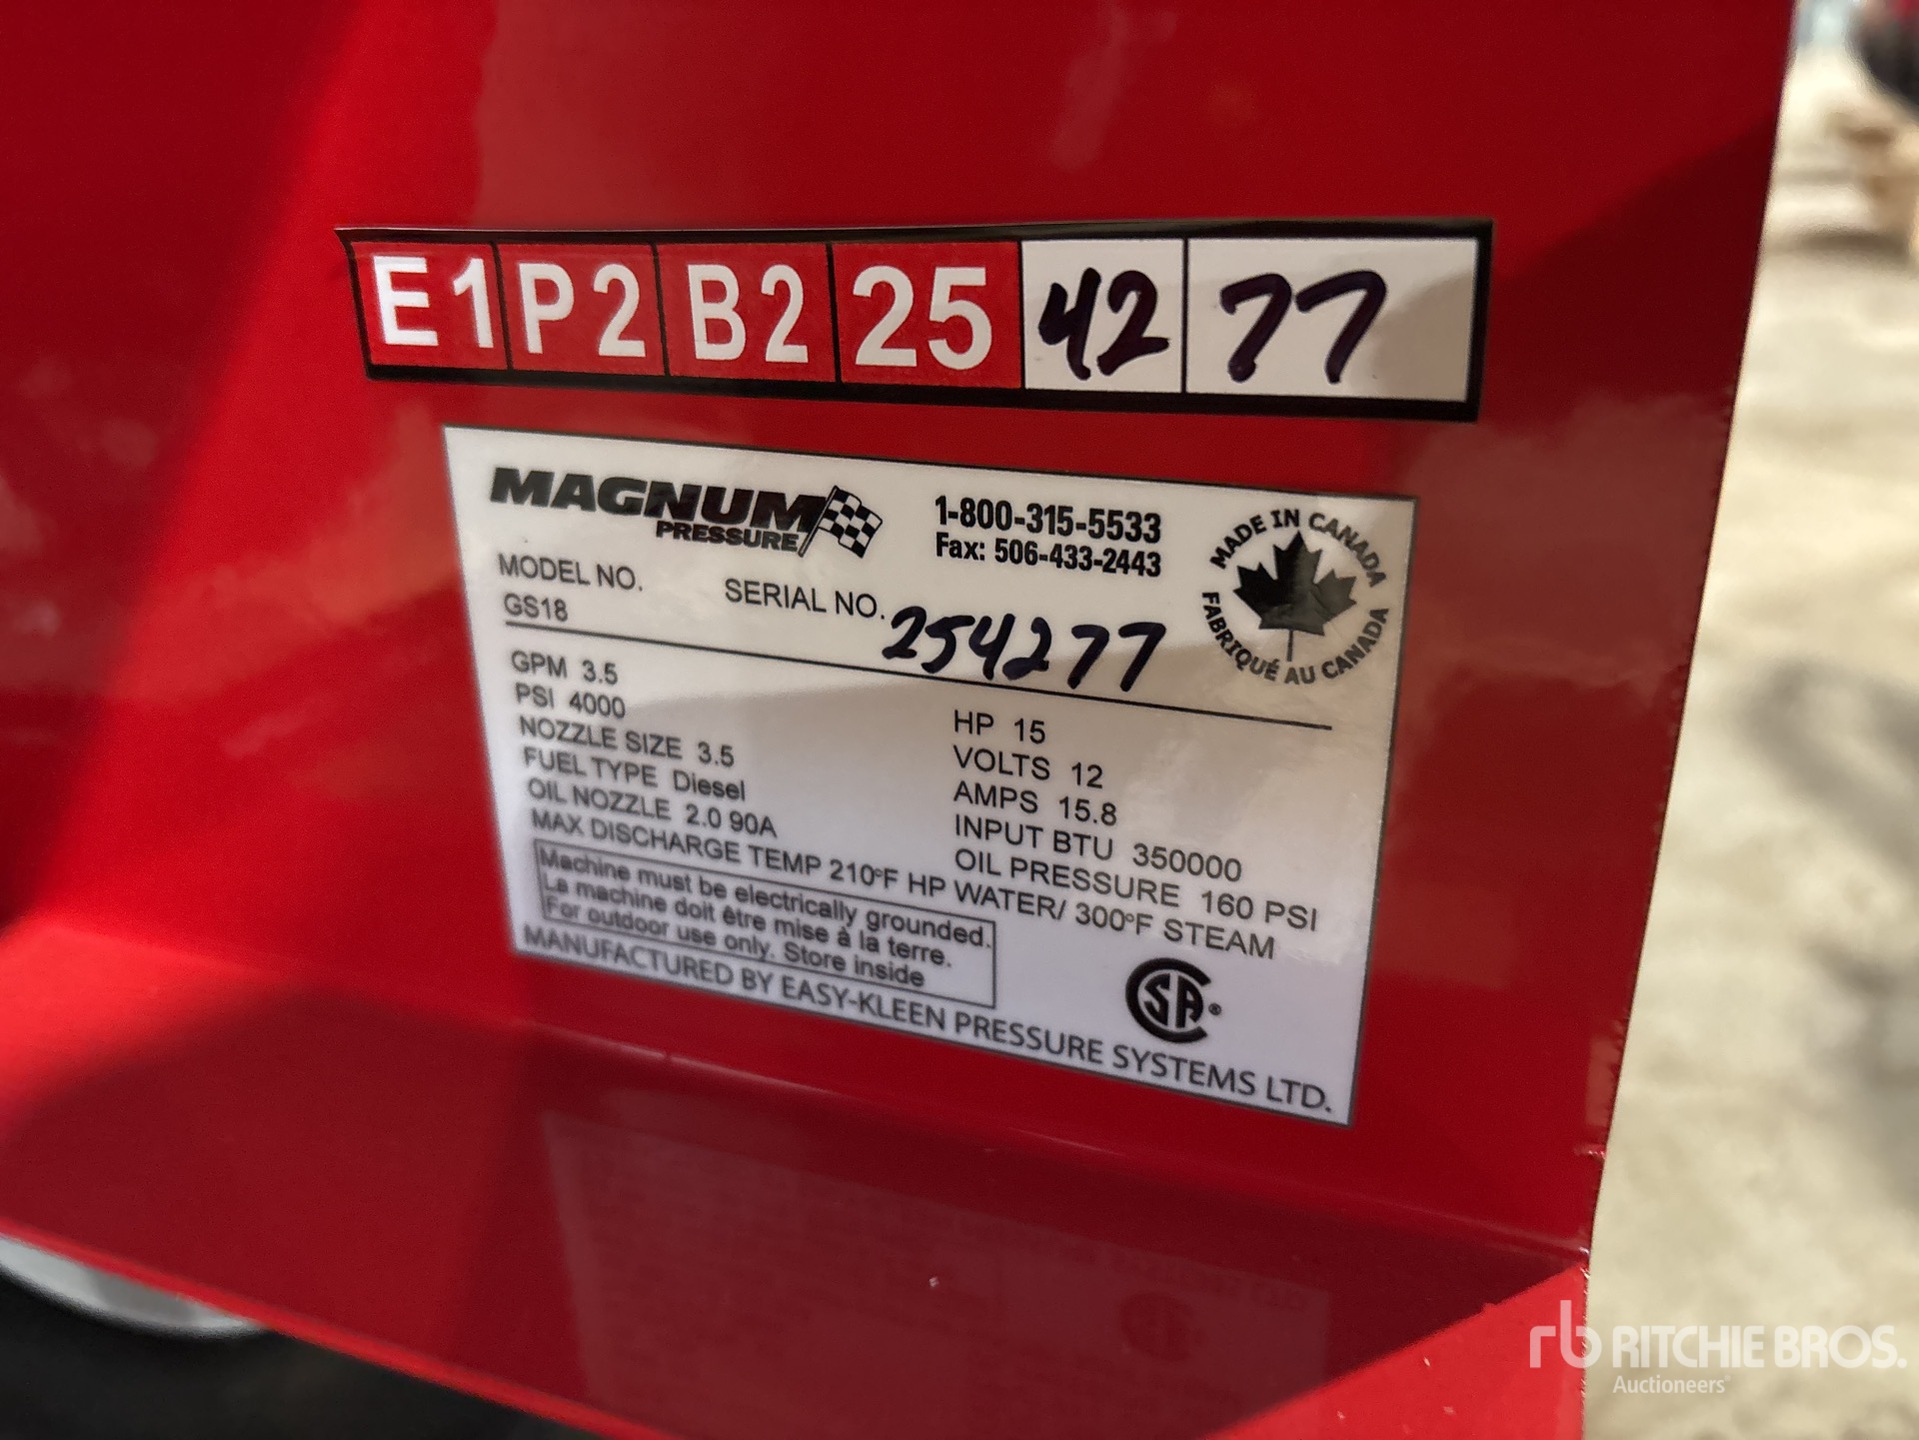 E1 P2 B2 25 42 77
MAGNUM
PRESSURE
1-800-315-5533
Fax: 506-433-2443
MADE IN CANADA
FABRIQUÉ AU CANADA
MODEL NO.
GS18
SERIAL NO. 254277
GPM 3.5
PSI 4000
NOZZLE SIZE 3.5
FUEL TYPE Diesel
OIL NOZZLE 2.0 90A
HP 15
VOLTS 12
AMPS 15.8
INPUT BTU 350000
OIL PRESSURE 160 PSI
MAX DISCHARGE TEMP 210°F HP WATER/ 300°F STEAM
Machine must be electrically grounded.
La machine doit être mise à la terre.
For outdoor use only. Store inside
CSA®
MANUFACTURED BY EASY-KLEEN PRESSURE SYSTEMS LTD.
rb RITCHIE BROS.
Auctioneers